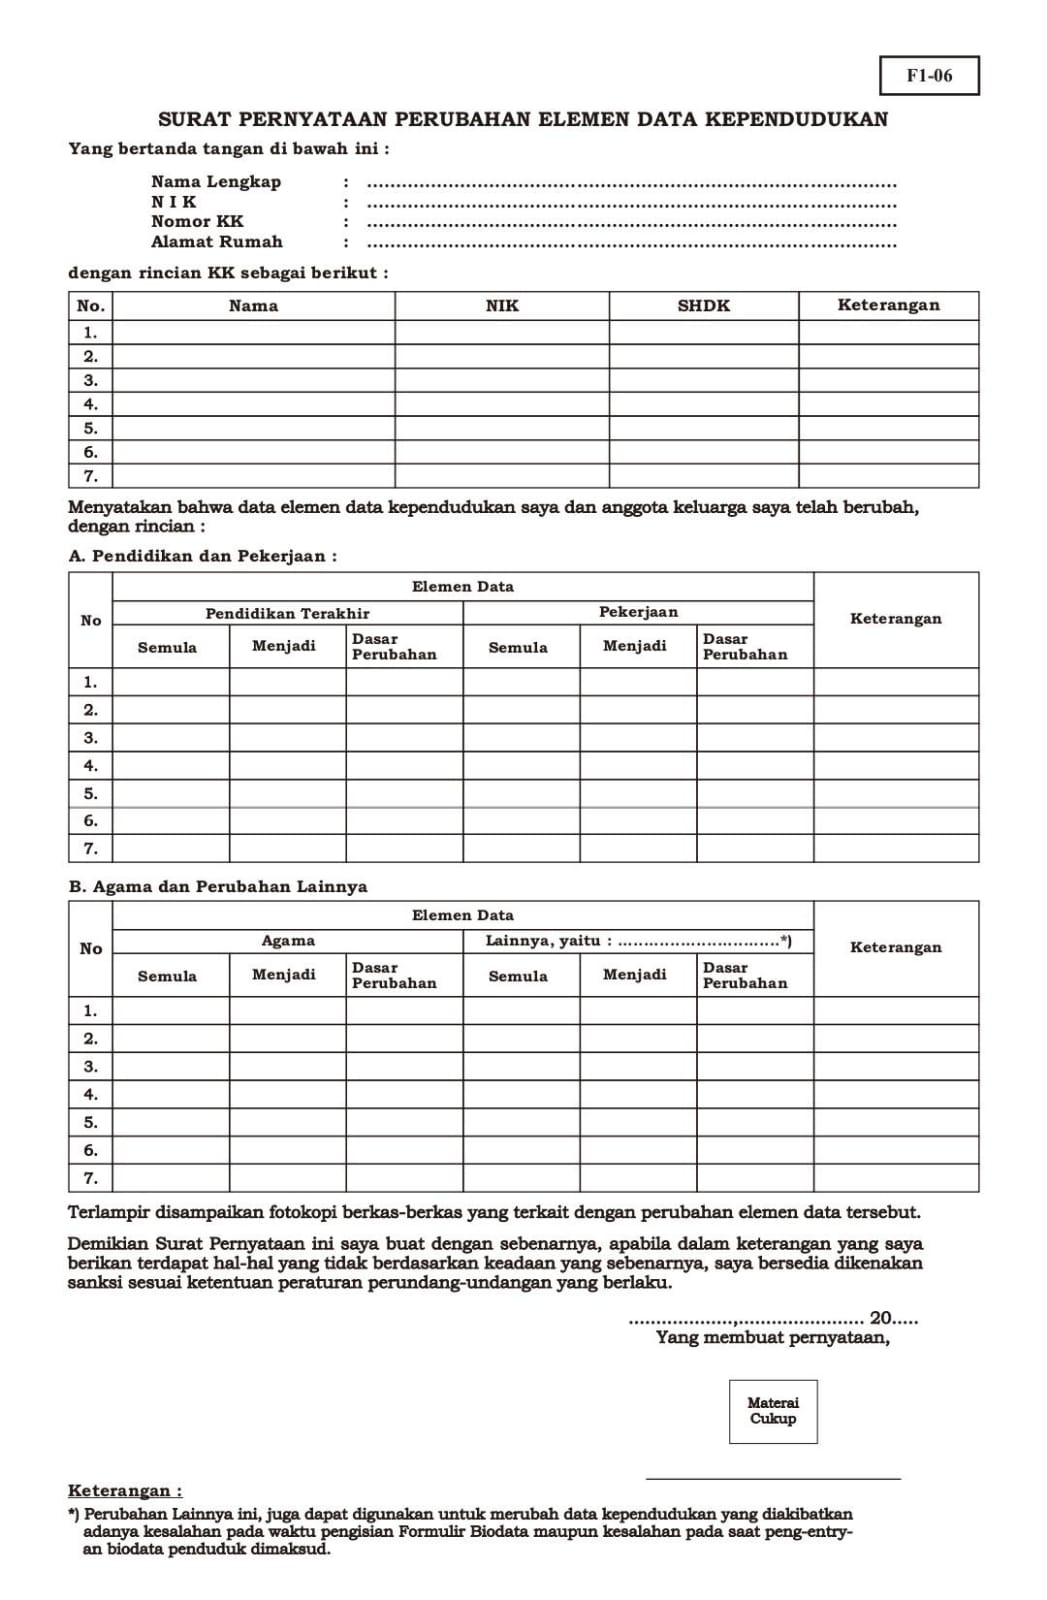 F1-06
SURAT PERNYATAAN PERUBAHAN ELEMEN DATA KEPENDUDUKAN
Yang bertanda tangan di bawah ini :
Nama Lengkap : ...........................................................................................
N I K : ...........................................................................................
Nomor KK : ...........................................................................................
Alamat Rumah : ...........................................................................................
dengan rincian KK sebagai berikut :
No. Nama NIK SHDK Keterangan
1.
2.
3.
4.
5.
6.
7.
Menyatakan bahwa data elemen data kependudukan saya dan anggota keluarga saya telah berubah,
dengan rincian :
A. Pendidikan dan Pekerjaan :
Elemen Data
No Pendidikan Terakhir Pekerjaan Keterangan
Semula Menjadi Dasar Perubahan Semula Menjadi Dasar Perubahan
1.
2.
3.
4.
5.
6.
7.
B. Agama dan Perubahan Lainnya
Elemen Data
No Agama Lainnya, yaitu : ...............................*) Keterangan
Semula Menjadi Dasar Perubahan Semula Menjadi Dasar Perubahan
1.
2.
3.
4.
5.
6.
7.
Terlampir disampaikan fotokopi berkas-berkas yang terkait dengan perubahan elemen data tersebut.
Demikian Surat Pernyataan ini saya buat dengan sebenarnya, apabila dalam keterangan yang saya
berikan terdapat hal-hal yang tidak berdasarkan keadaan yang sebenarnya, saya bersedia dikenakan
sanksi sesuai ketentuan peraturan perundang-undangan yang berlaku.
...................,....................... 20.....
Yang membuat pernyataan,
Materai
Cukup
Keterangan :
*) Perubahan Lainnya ini, juga dapat digunakan untuk merubah data kependudukan yang diakibatkan
adanya kesalahan pada waktu pengisian Formulir Biodata maupun kesalahan pada saat peng-entry-
an biodata penduduk dimaksud.